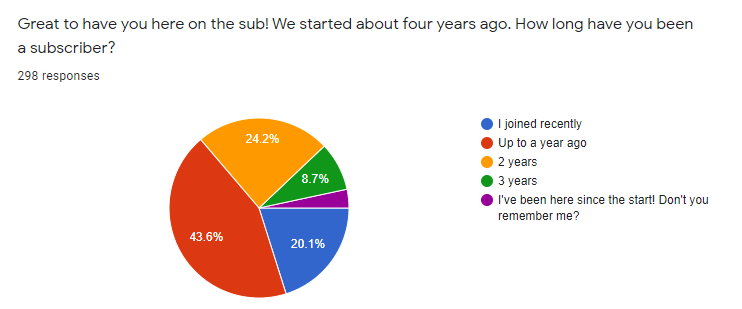 Great to have you here on the sub! We started about four years ago. How long have you been
a subscriber?
298 responses
24.2%
8.7%
43.6%
20.1%
I joined recently
Up to a year ago
2 years
3 years
I've been here since the start! Don't you
remember me?